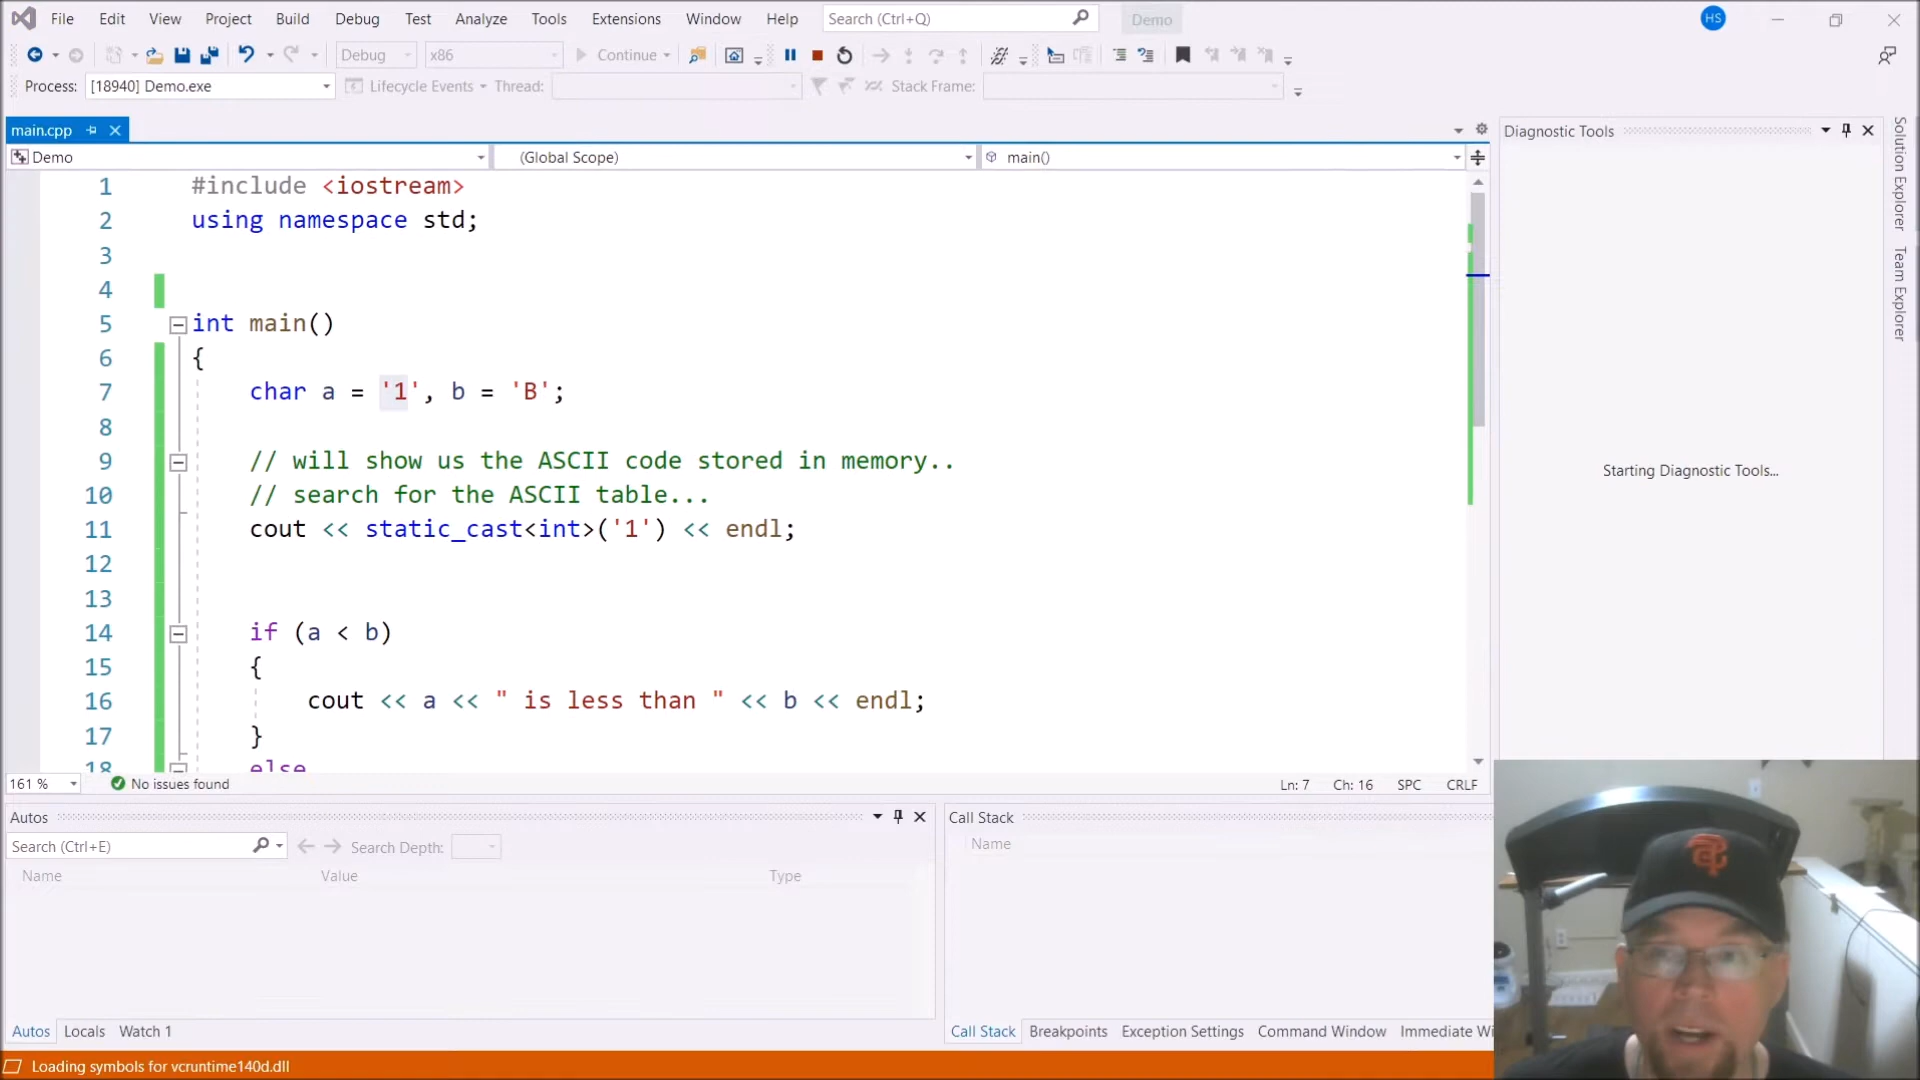 File Edit View Project Build Debug Test Analyze Tools Extensions Window Help Search (Ctrl+Q) Demo HS
Debug x86 Continue
Process: [18940] Demo.exe Lifecycle Events Thread: Stack Frame:
main.cpp
Demo (Global Scope) main()
1 #include <iostream>
2 using namespace std;
3
4
5 int main()
6 {
7 char a = '1', b = 'B';
8
9 // will show us the ASCII code stored in memory..
10 // search for the ASCII table...
11 cout << static_cast<int>('1') << endl;
12
13
14 if (a < b)
15 {
16 cout << a << " is less than " << b << endl;
17 }
18 else
161 % No issues found Ln: 7 Ch: 16 SPC CRLF
Diagnostic Tools
Starting Diagnostic Tools...
Solution Explorer
Team Explorer
Autos
Search (Ctrl+E) Search Depth:
Name Value Type
Autos Locals Watch 1
Call Stack
Name
Call Stack Breakpoints Exception Settings Command Window Immediate Wi
Loading symbols for vcruntime140d.dll